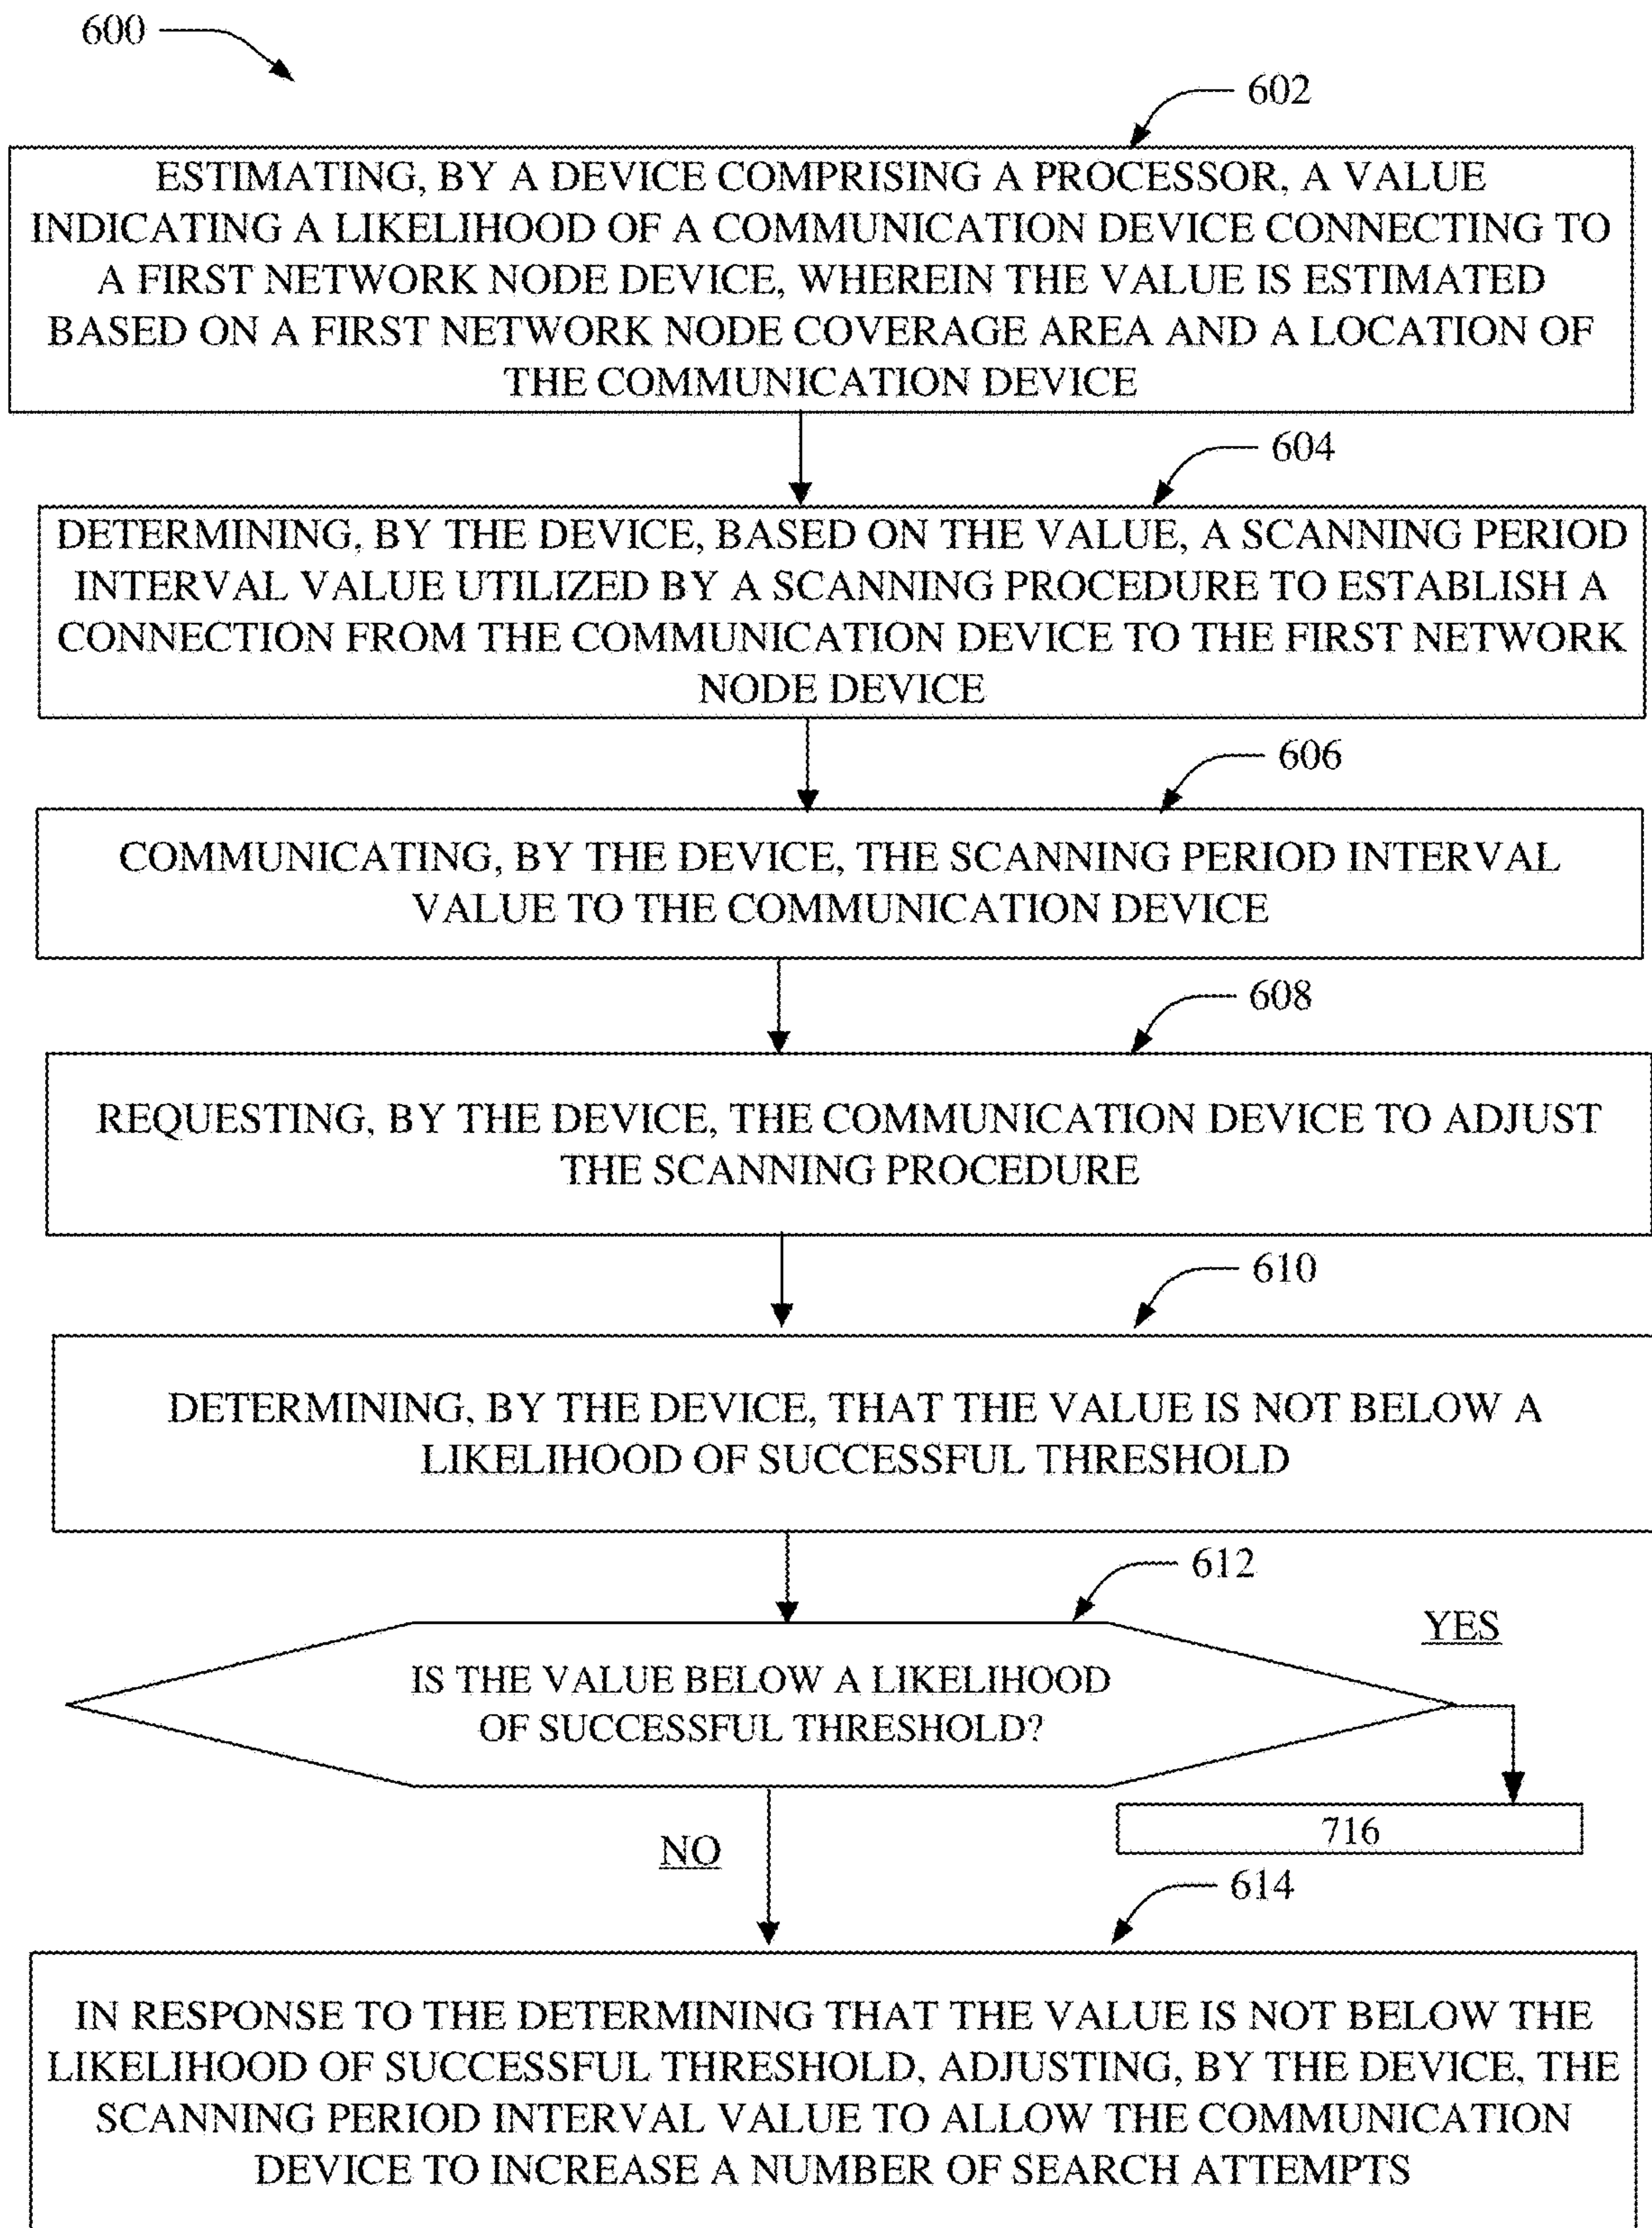 600
602
ESTIMATING, BY A DEVICE COMPRISING A PROCESSOR, A VALUE
INDICATING A LIKELIHOOD OF A COMMUNICATION DEVICE CONNECTING TO
A FIRST NETWORK NODE DEVICE, WHEREIN THE VALUE IS ESTIMATED
BASED ON A FIRST NETWORK NODE COVERAGE AREA AND A LOCATION OF
THE COMMUNICATION DEVICE
604
DETERMINING, BY THE DEVICE, BASED ON THE VALUE, A SCANNING PERIOD
INTERVAL VALUE UTILIZED BY A SCANNING PROCEDURE TO ESTABLISH A
CONNECTION FROM THE COMMUNICATION DEVICE TO THE FIRST NETWORK
NODE DEVICE
606
COMMUNICATING, BY THE DEVICE, THE SCANNING PERIOD INTERVAL
VALUE TO THE COMMUNICATION DEVICE
608
REQUESTING, BY THE DEVICE, THE COMMUNICATION DEVICE TO ADJUST
THE SCANNING PROCEDURE
610
DETERMINING, BY THE DEVICE, THAT THE VALUE IS NOT BELOW A
LIKELIHOOD OF SUCCESSFUL THRESHOLD
612
YES
IS THE VALUE BELOW A LIKELIHOOD
OF SUCCESSFUL THRESHOLD?
716
NO
614
IN RESPONSE TO THE DETERMINING THAT THE VALUE IS NOT BELOW THE
LIKELIHOOD OF SUCCESSFUL THRESHOLD, ADJUSTING, BY THE DEVICE, THE
SCANNING PERIOD INTERVAL VALUE TO ALLOW THE COMMUNICATION
DEVICE TO INCREASE A NUMBER OF SEARCH ATTEMPTS